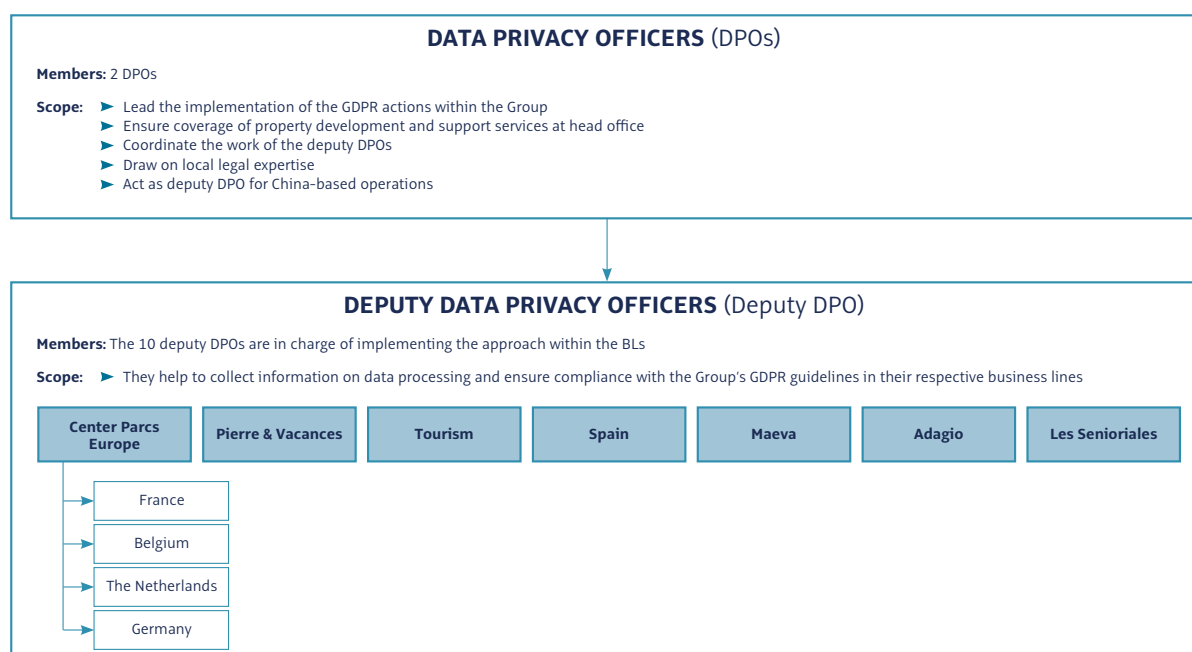 DATA PRIVACY OFFICERS (DPOs)
Members: 2 DPOs
Scope: Lead the implementation of the GDPR actions within the Group
Ensure coverage of property development and support services at head office
Coordinate the work of the deputy DPOs
Draw on local legal expertise
Act as deputy DPO for China-based operations
DEPUTY DATA PRIVACY OFFICERS (Deputy DPO)
Members: The 10 deputy DPOs are in charge of implementing the approach within the BLs
Scope: They help to collect information on data processing and ensure compliance with the Group's GDPR guidelines in their respective business lines
Center Parcs
Europe
Pierre & Vacances
Tourism
Spain
Maeva
Adagio
Les Senioriales
France
Belgium
The Netherlands
Germany